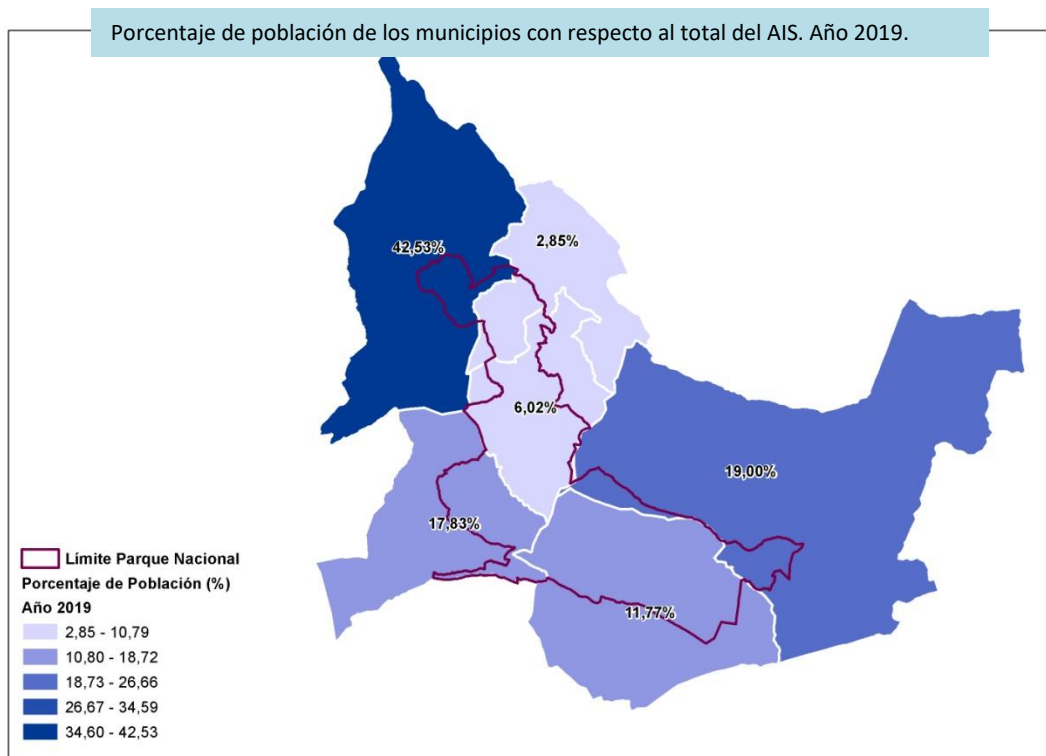 Porcentaje de población de los municipios con respecto al total del AIS. Año 2019.
42,53%
2,85%
6,02%
19,00%
17,83%
11,77%
Límite Parque Nacional
Porcentaje de Población (%)
Año 2019
2,85 - 10,79
10,80 - 18,72
18,73 - 26,66
26,67 - 34,59
34,60 - 42,53